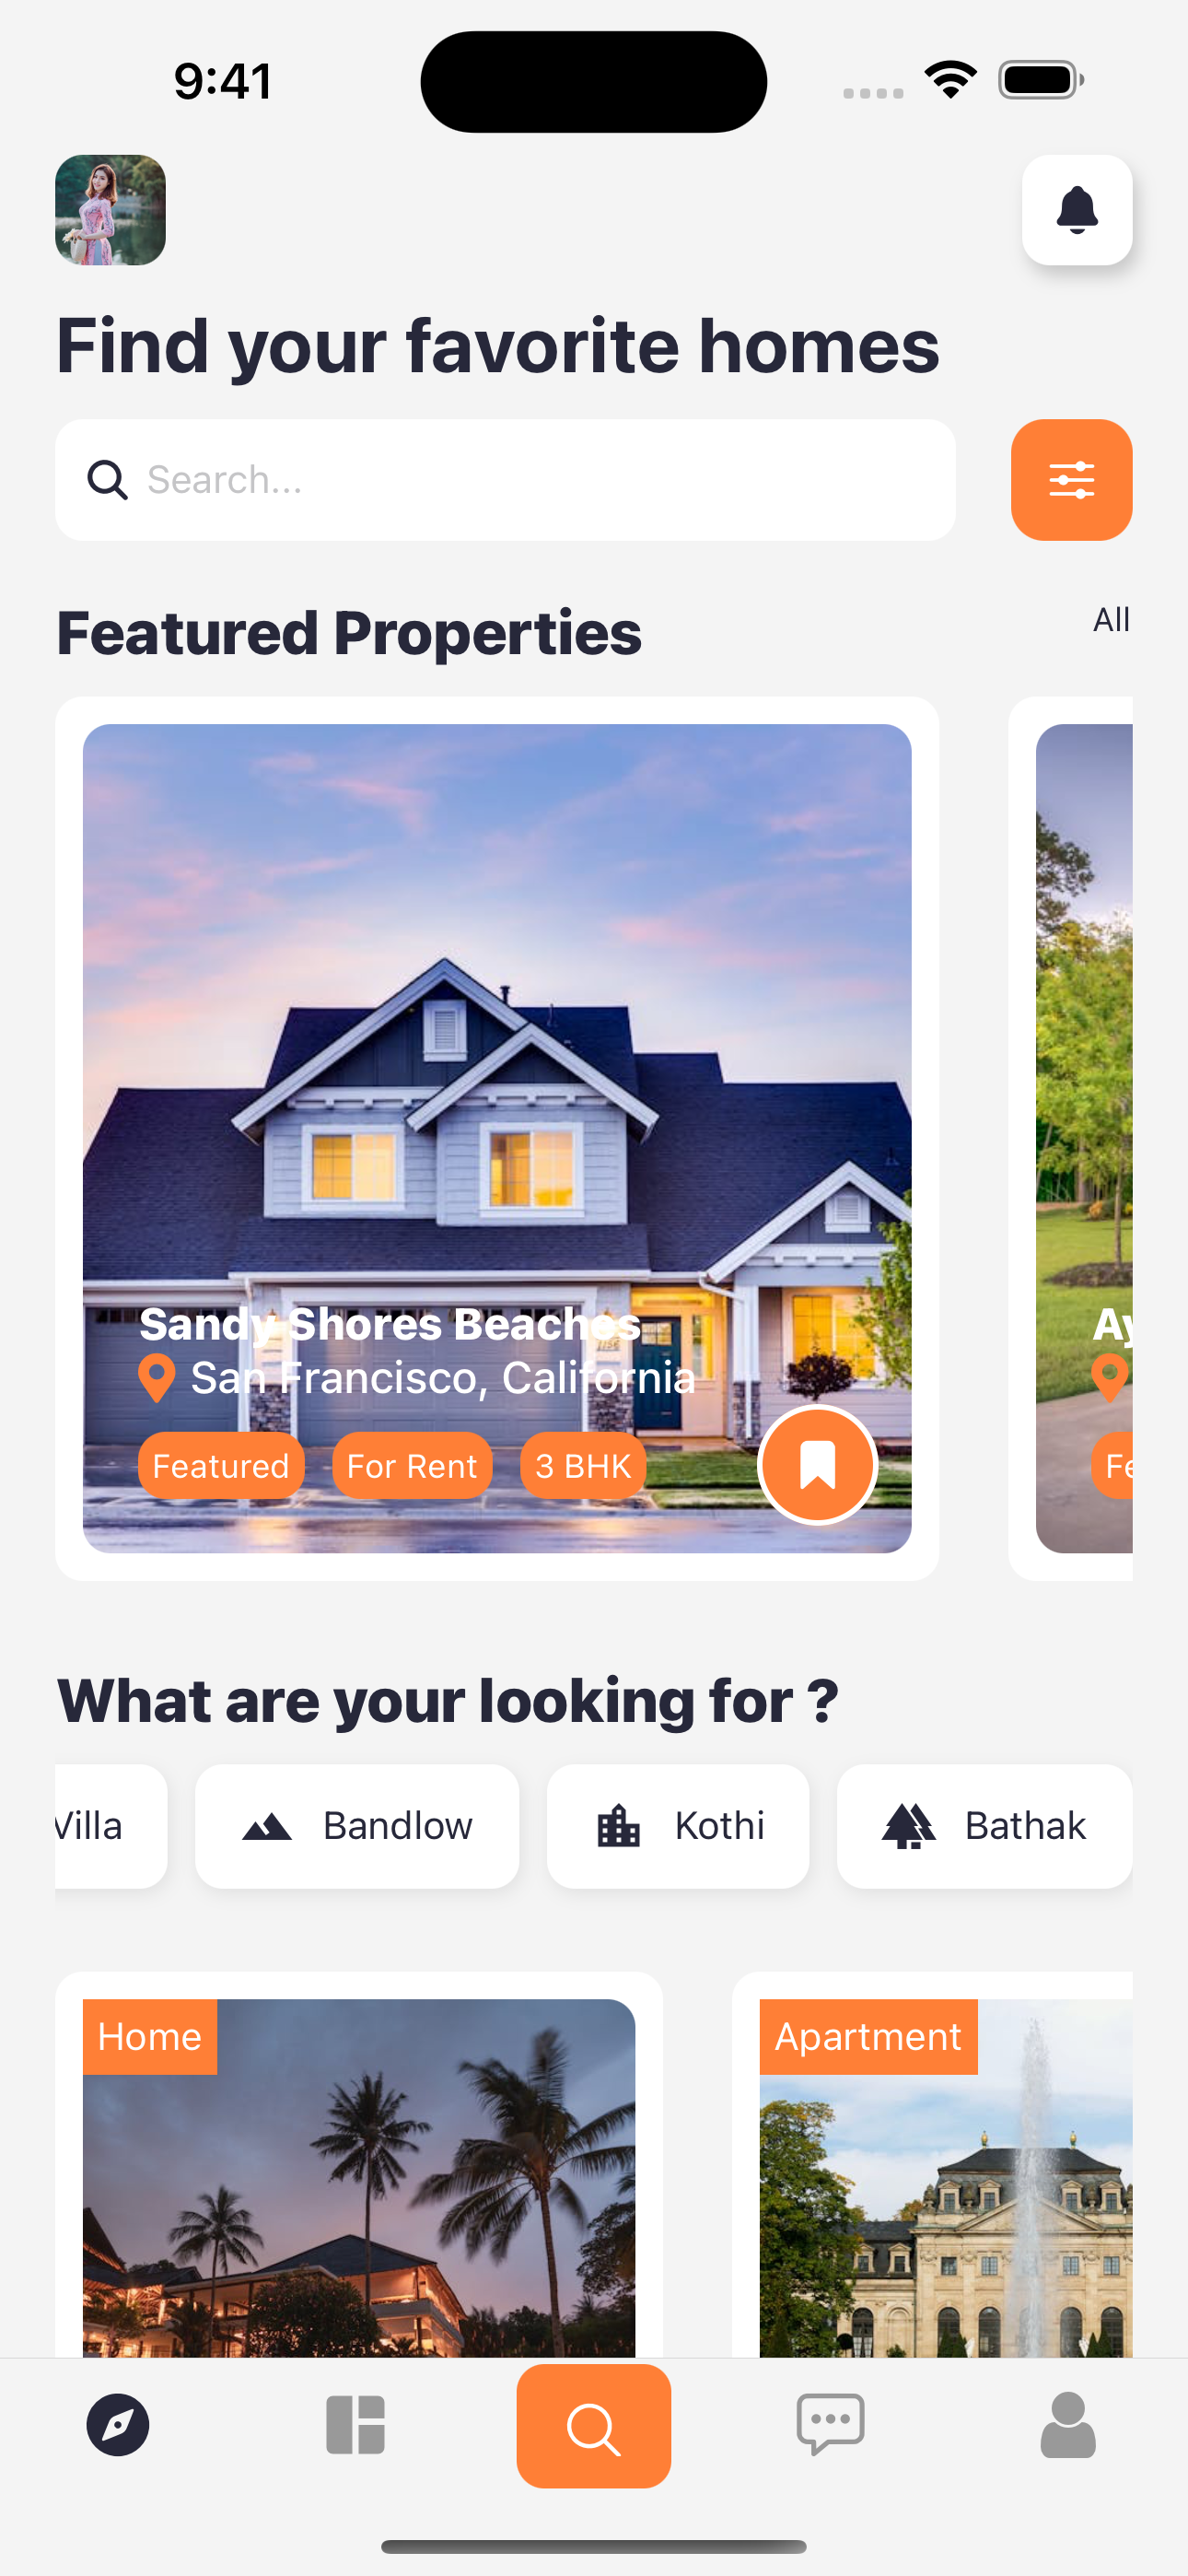 9:41
Find your favorite homes
Search...
Featured Properties
All
Sandy Shores Beaches
San Francisco, California
Featured
For Rent
3 BHK
Ay
Fe
What are your looking for ?
Villa
Bandlow
Kothi
Bathak
Home
Apartment